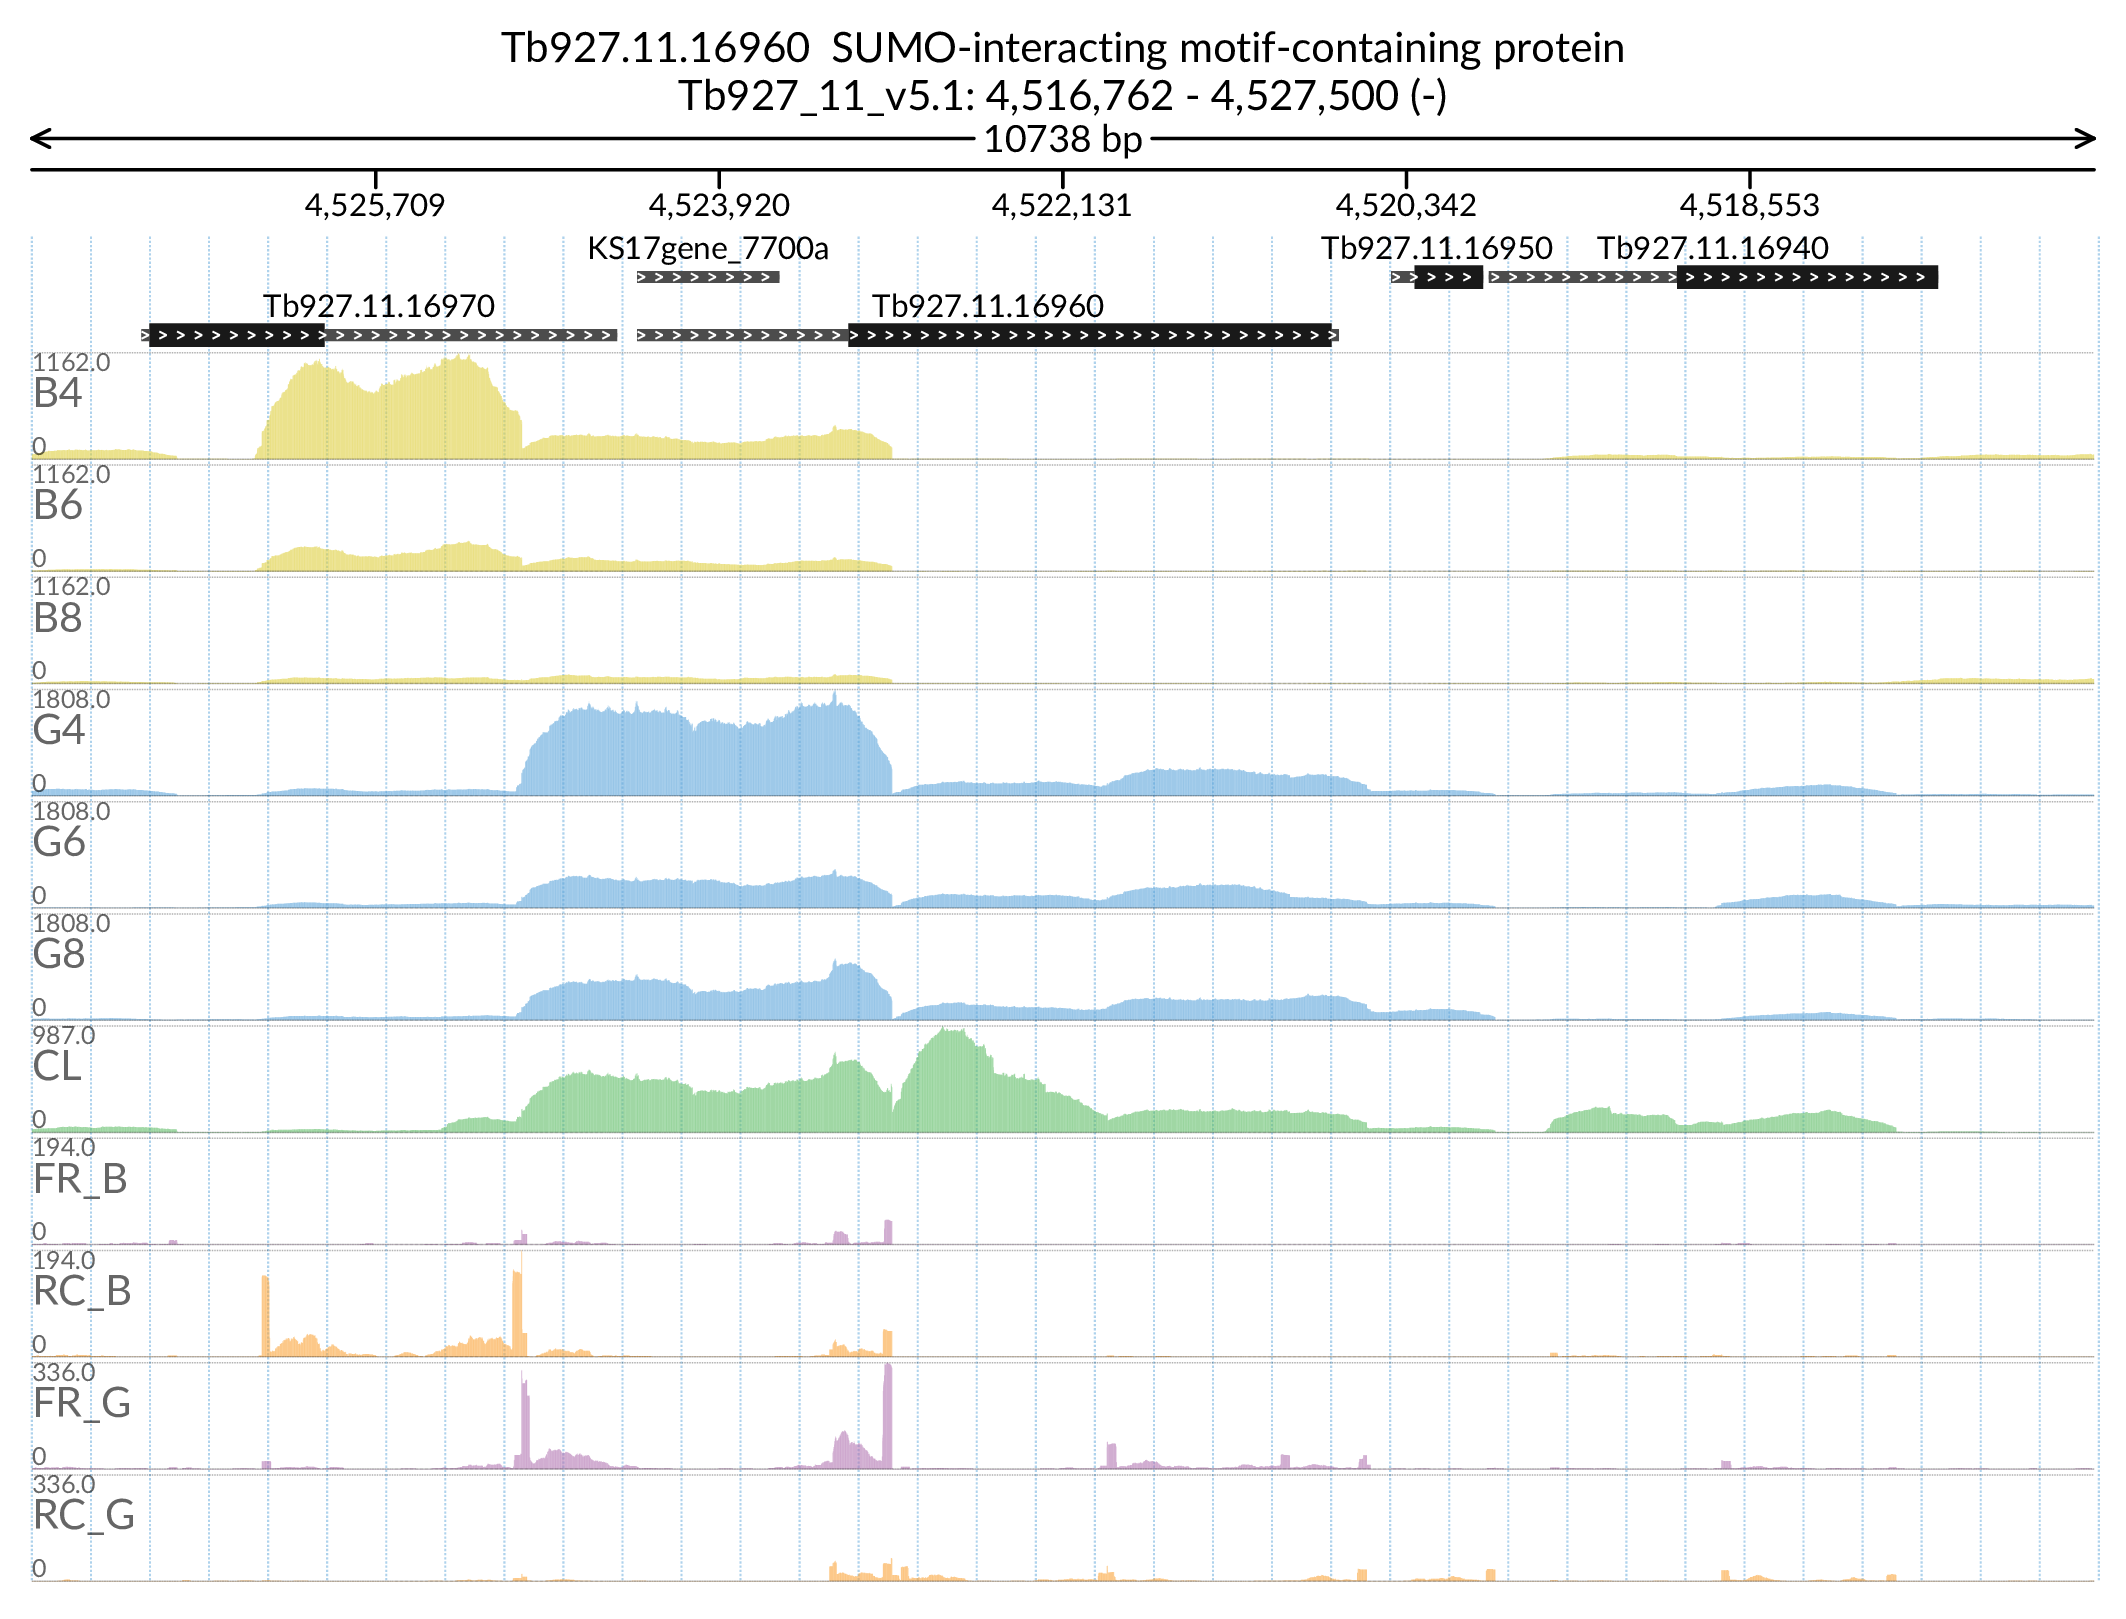 Tb927.11.16960 SUMO-interacting motif-containing protein
Tb927_11_v5.1: 4,516,762 - 4,527,500 (-)
10738 bp
4,525,709 4,523,920 4,522,131 4,520,342 4,518,553
KS17gene_7700a Tb927.11.16950 Tb927.11.16940
Tb927.11.16970 Tb927.11.16960
1162.0
B4
0
1162.0
B6
0
1162.0
B8
0
1808.0
G4
0
1808.0
G6
0
1808.0
G8
0
987.0
CL
0
194.0
FR_B
0
194.0
RC_B
0
336.0
FR_G
0
336.0
RC_G
0